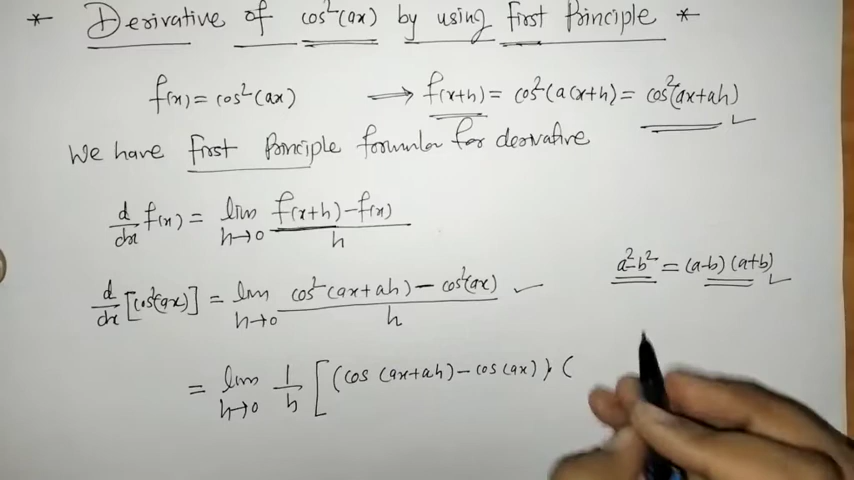 * Derivative of cos²(ax) by using First Principle *
f(x) = cos²(ax) ⟹ f(x+h) = cos²(a(x+h) = cos²(ax+ah) ✓
We have First Principle formula for derivative
d/dx f(x) = lim h→0 f(x+h)-f(x) / h
a²-b² = (a-b) (a+b) ✓
d/dx [cos²(ax)] = lim h→0 cos²(ax+ah) - cos²(ax) / h ✓
= lim h→0 1/h [(cos (ax+ah) - cos(ax)) · (